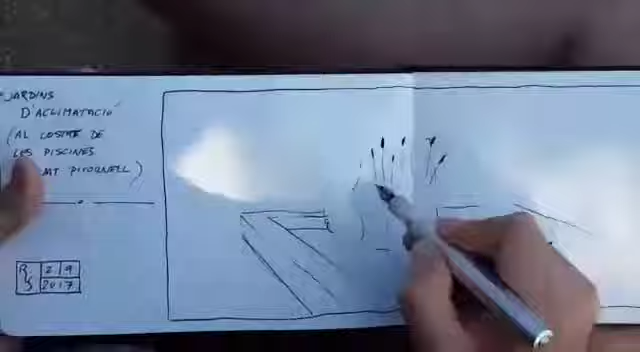 JARDINS
D'ACLIMATACIÓ
(AL COSTAT DE
LES PISCINES
PICORNELL)
R 2 9
S 2017